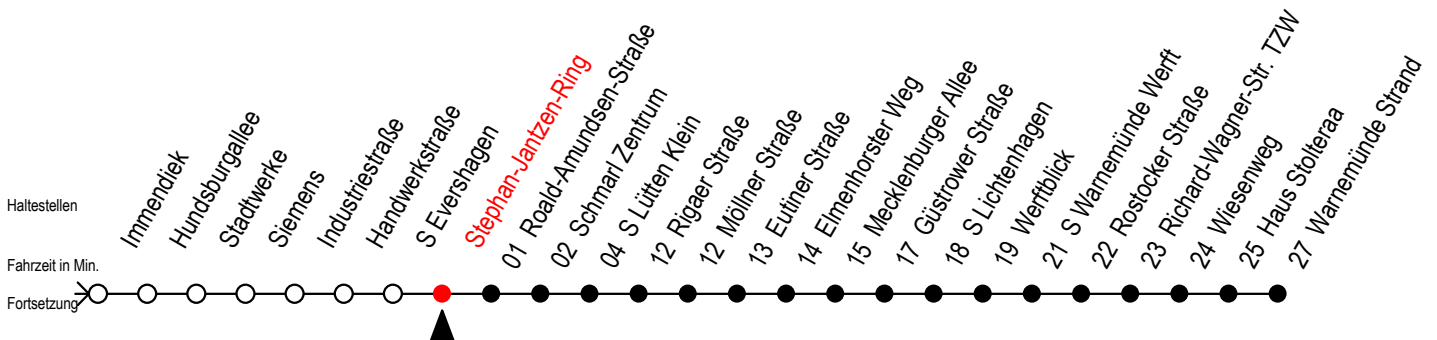 Haltestellen
Fahrzeit in Min.
Fortsetzung
Immendiek
Hundsburgallee
Stadtwerke
Siemens
Industriestraße
Handwerkstraße
S Evershagen
Stephan-Jantzen-Ring
01 Roald-Amundsen-Straße
02 Schmarl Zentrum
04 S Lütten Klein
12 Rigaer Straße
12 Möllner Straße
13 Eutiner Straße
14 Elmenhorster Weg
15 Mecklenburger Allee
17 Güstrower Straße
18 S Lichtenhagen
19 Werftblick
21 S Warnemünde Werft
22 Rostocker Straße
23 Richard-Wagner-Str. TZW
24 Wiesenweg
25 Haus Stolteraa
27 Warnemünde Strand